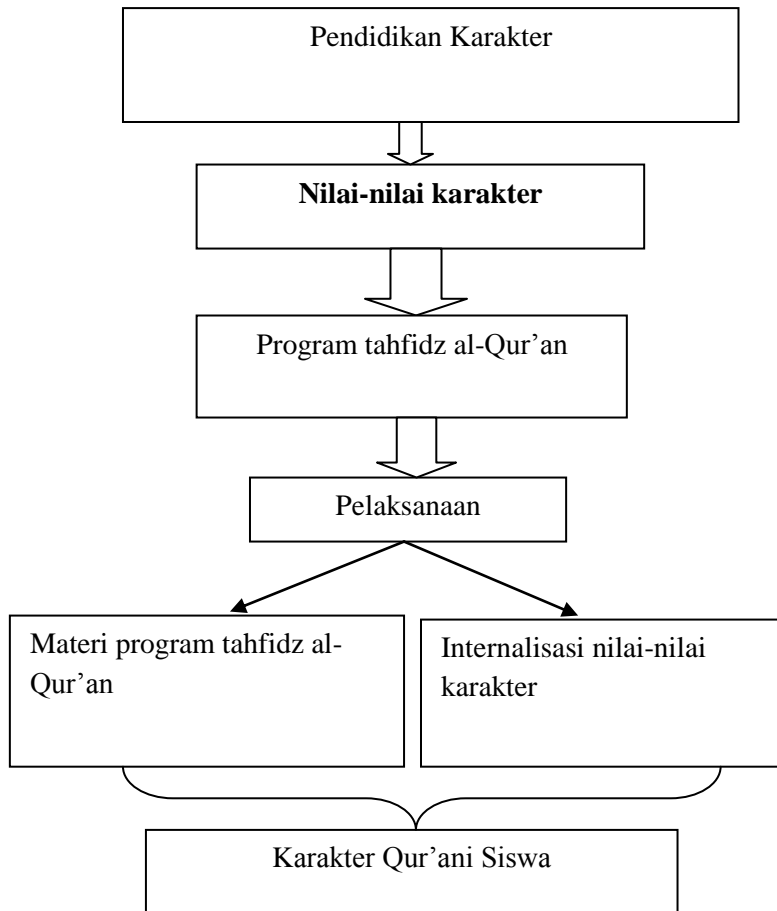 Pendidikan Karakter
Nilai-nilai karakter
Program tahfidz al-Qur’an
Pelaksanaan
Materi program tahfidz al-
Qur’an
Internalisasi nilai-nilai
karakter
Karakter Qur’ani Siswa